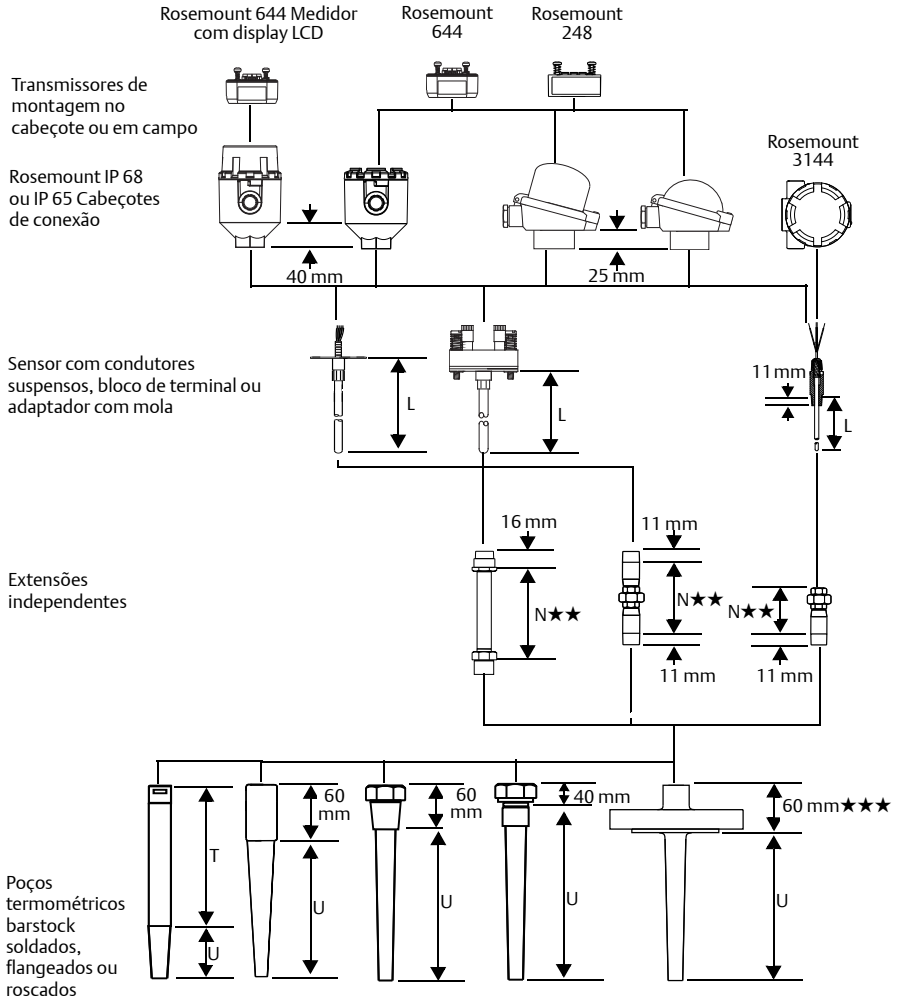 Rosemount 644 Medidor
com display LCD
Rosemount
644
Rosemount
248
Transmissores de
montagem no
cabeçote ou em campo
Rosemount
3144
Rosemount IP 68
ou IP 65 Cabeçotes
de conexão
40 mm
25 mm
Sensor com condutores
suspensos, bloco de terminal ou
adaptador com mola
L
L
11 mm
L
16 mm
11 mm
Extensões
independentes
N★★
N★★
N★★
11 mm
11 mm
60
mm
60
mm
40 mm
60 mm★★★
T
U
U
U
U
U
Poços
termométricos
barstock
soldados,
flangeados ou
roscados